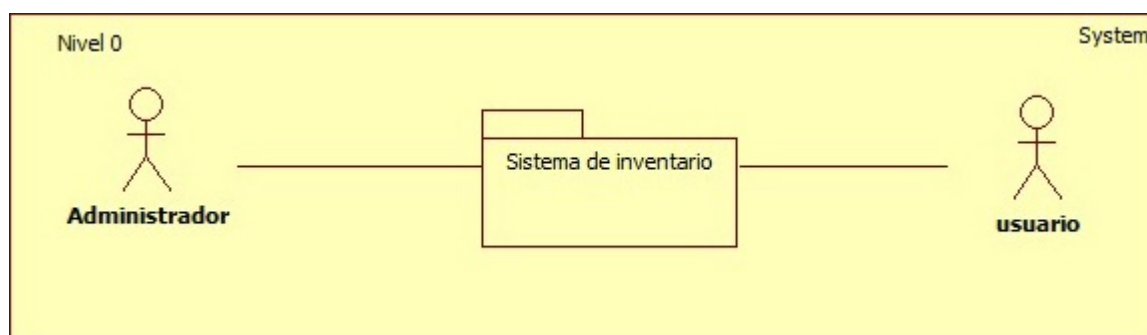 Nivel 0
System
Sistema de inventario
Administrador
usuario